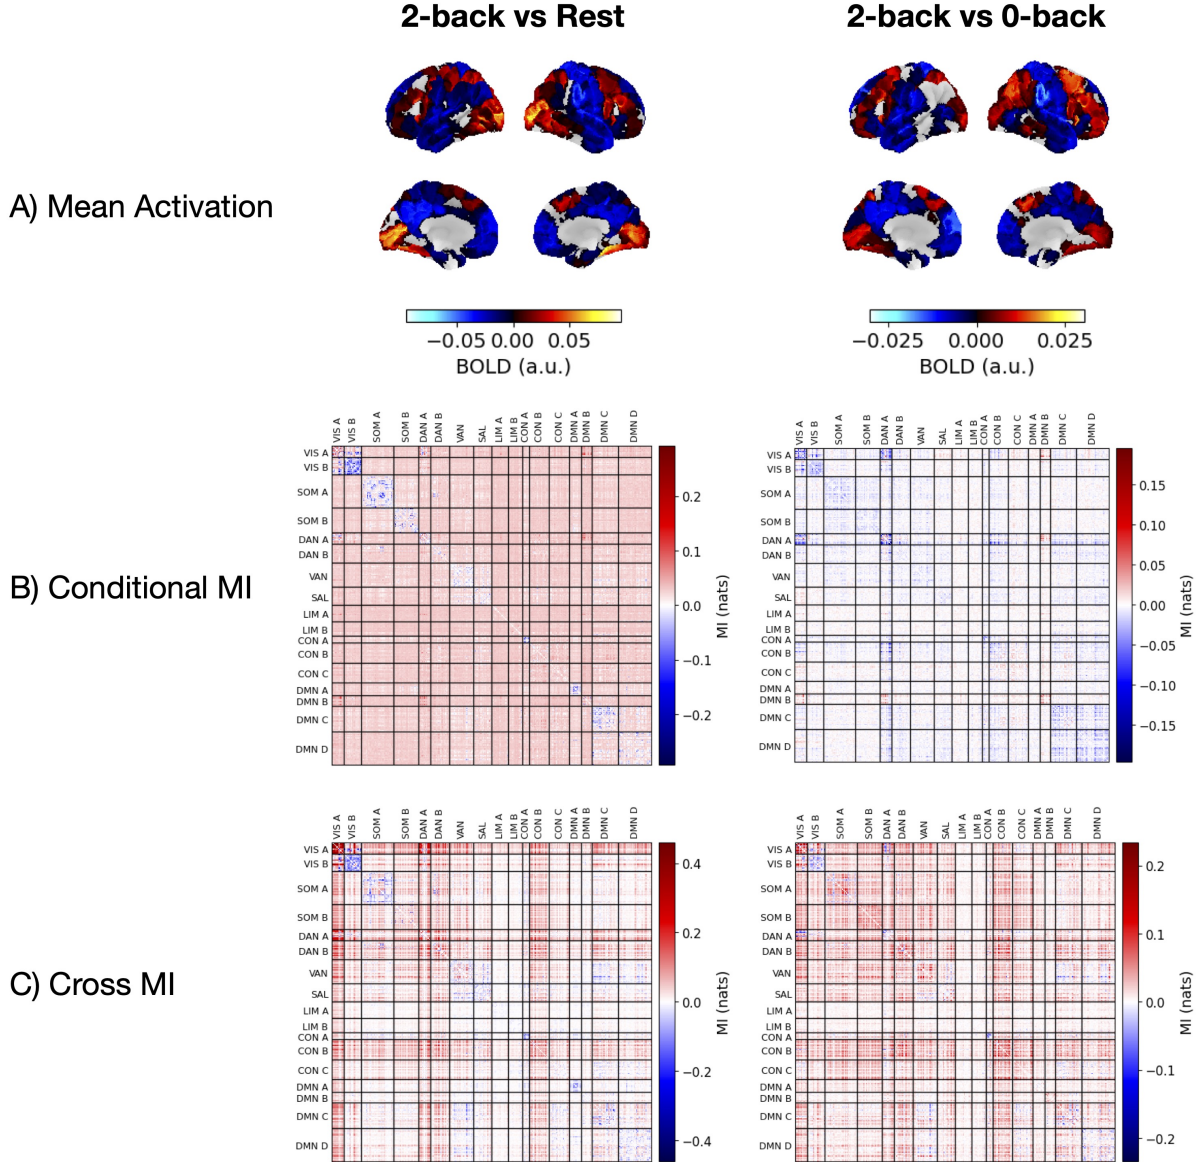 2-back vs Rest 2-back vs 0-back
A) Mean Activation
−0.05 0.00 0.05
BOLD (a.u.)
−0.025 0.000 0.025
BOLD (a.u.)
B) Conditional MI
VIS A VIS B SOM A SOM B DAN A DAN B VAN SAL LIM A LIM B CON A CON B CON C DMN A DMN B DMN C DMN D
VIS A
VIS B
SOM A
SOM B
DAN A
DAN B
VAN
SAL
LIM A
LIM B
CON A
CON B
CON C
DMN A
DMN B
DMN C
DMN D
0.2
0.1
0.0
−0.1
−0.2
MI (nats)
VIS A VIS B SOM A SOM B DAN A DAN B VAN SAL LIM A LIM B CON A CON B CON C DMN A DMN B DMN C DMN D
VIS A
VIS B
SOM A
SOM B
DAN A
DAN B
VAN
SAL
LIM A
LIM B
CON A
CON B
CON C
DMN A
DMN B
DMN C
DMN D
0.15
0.10
0.05
0.00
−0.05
−0.10
−0.15
MI (nats)
C) Cross MI
VIS A VIS B SOM A SOM B DAN A DAN B VAN SAL LIM A LIM B CON A CON B CON C DMN A DMN B DMN C DMN D
VIS A
VIS B
SOM A
SOM B
DAN A
DAN B
VAN
SAL
LIM A
LIM B
CON A
CON B
CON C
DMN A
DMN B
DMN C
DMN D
0.4
0.2
0.0
−0.2
−0.4
MI (nats)
VIS A VIS B SOM A SOM B DAN A DAN B VAN SAL LIM A LIM B CON A CON B CON C DMN A DMN B DMN C DMN D
VIS A
VIS B
SOM A
SOM B
DAN A
DAN B
VAN
SAL
LIM A
LIM B
CON A
CON B
CON C
DMN A
DMN B
DMN C
DMN D
0.2
0.1
0.0
−0.1
−0.2
MI (nats)